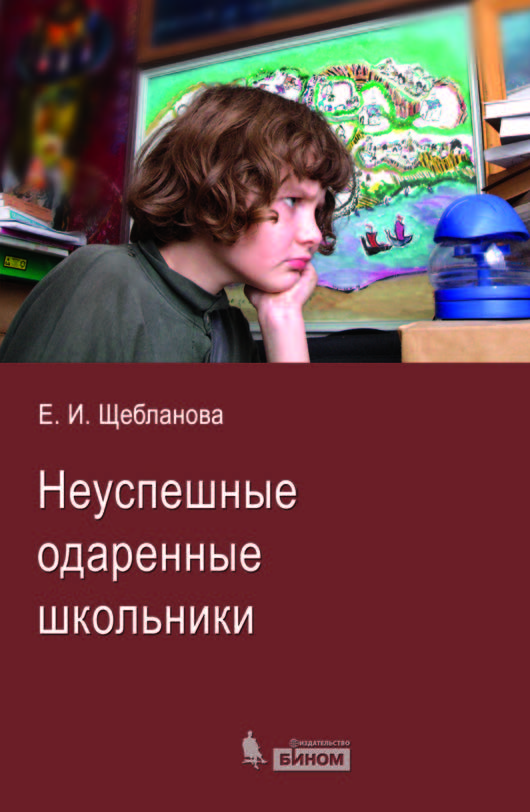 Е. И. Щебланова
Неуспешные
одаренные
школьники
ИЗДАТЕЛЬСТВО
БИНОМ